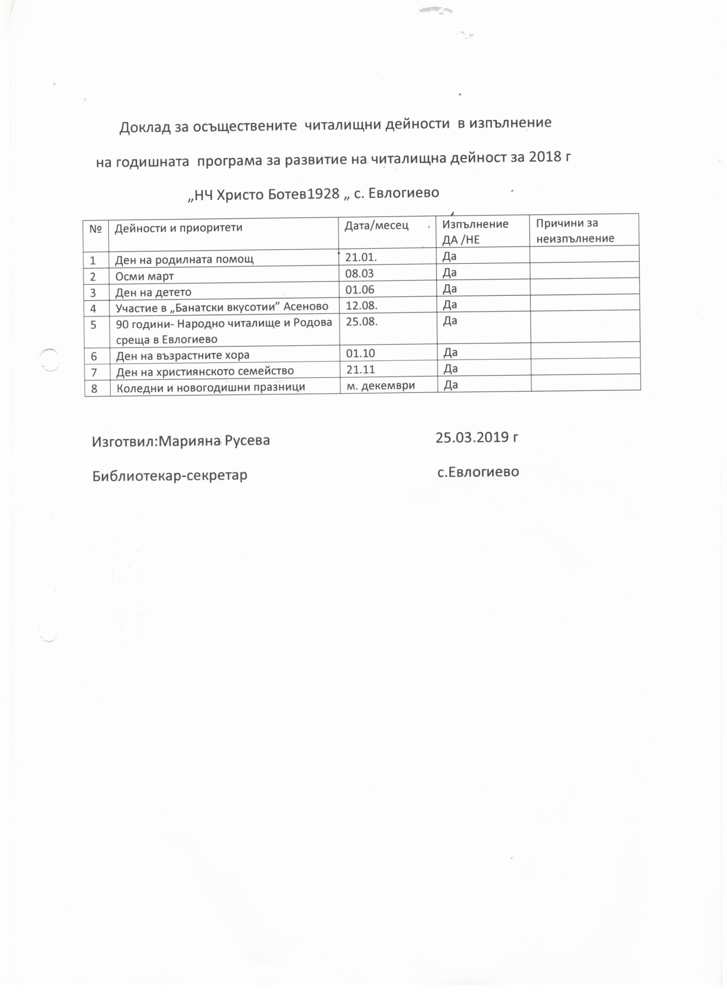 Доклад за осъществените читалищни дейности в изпълнение
на годишната програма за развитие на читалищна дейност за 2018 г
„НЧ Христо Ботев1928 „ с. Евлогиево
№ Дейности и приоритети Дата/месец Изпълнение ДА /НЕ Причини за неизпълнение
1 Ден на родилната помощ 21.01. Да
2 Осми март 08.03 Да
3 Ден на детето 01.06 Да
4 Участие в „Банатски вкусотии” Асеново 12.08. Да
5 90 години- Народно читалище и Родова среща в Евлогиево 25.08. Да
6 Ден на възрастните хора 01.10 Да
7 Ден на християнското семейство 21.11 Да
8 Коледни и новогодишни празници м. декември Да
Изготвил:Марияна Русева 25.03.2019 г
Библиотекар-секретар с.Евлогиево